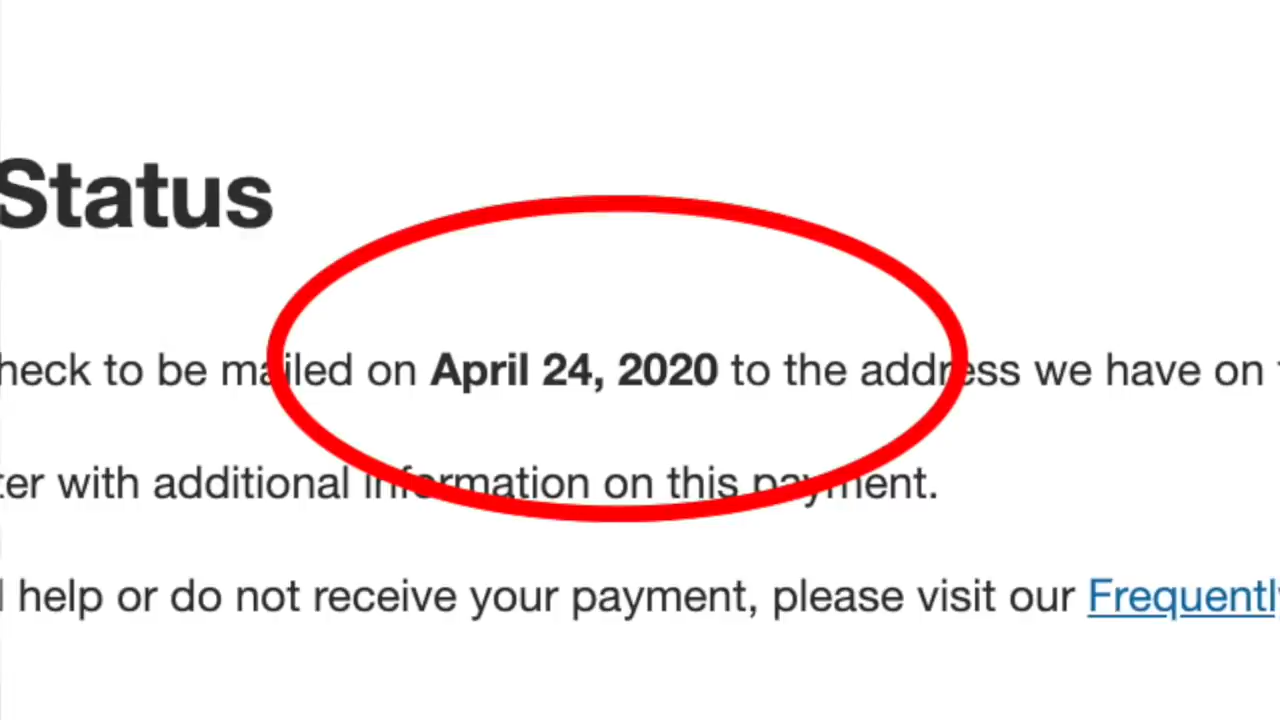 Status
heck to be mailed on April 24, 2020 to the address we have on
ter with additional information on this payment.
help or do not receive your payment, please visit our Frequently